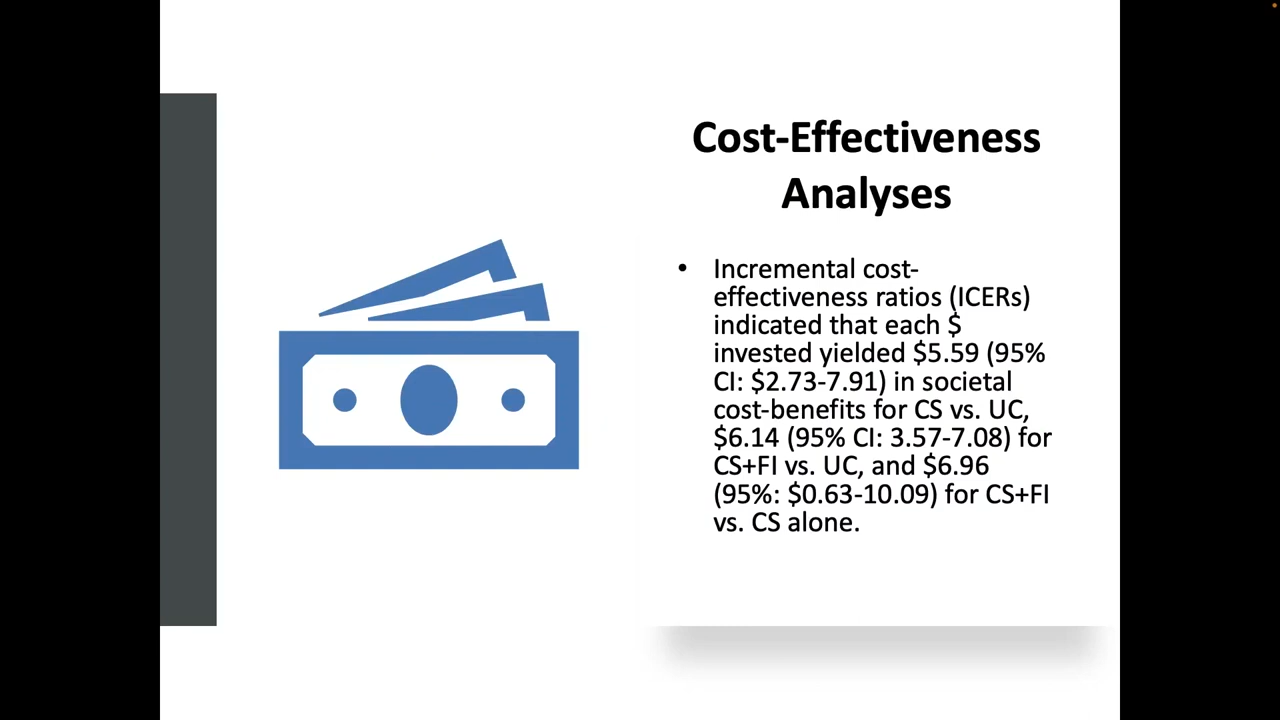 Cost-Effectiveness
Analyses
• Incremental cost-
effectiveness ratios (ICERs)
indicated that each $
invested yielded $5.59 (95%
CI: $2.73-7.91) in societal
cost-benefits for CS vs. UC,
$6.14 (95% CI: 3.57-7.08) for
CS+FI vs. UC, and $6.96
(95%: $0.63-10.09) for CS+FI
vs. CS alone.